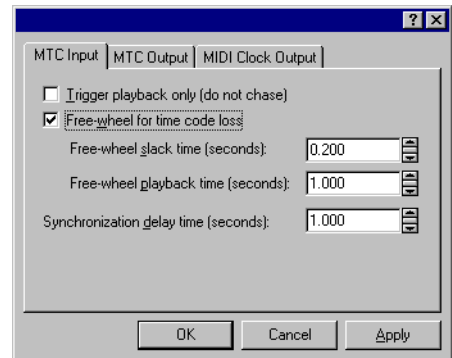 MTC Input MTC Output MIDI Clock Output
Trigger playback only (do not chase)
Free-wheel for time code loss
Free-wheel slack time (seconds): 0.200
Free-wheel playback time (seconds): 1.000
Synchronization delay time (seconds): 1.000
OK Cancel Apply